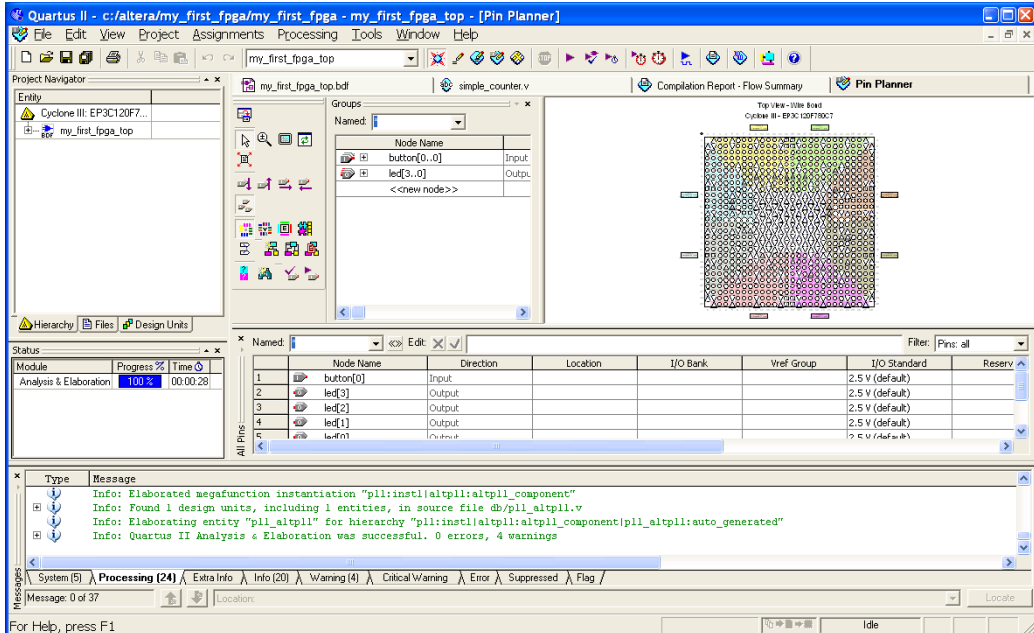 Quartus II - c:/altera/my_first_fpga/my_first_fpga - my_first_fpga_top - [Pin Planner]
File Edit View Project Assignments Processing Tools Window Help
my_first_fpga_top
Project Navigator
Entity
Cyclone III: EP3C120F7...
my_first_fpga_top
Hierarchy Files Design Units
my_first_fpga_top.bdf simple_counter.v Compilation Report - Flow Summary Pin Planner
Groups
Named: *
Node Name
button[0..0] Input
led[3..0] Outpu
<<new node>>
Top View - Wire Bond
Cyclone III - EP3C120F780C7
Status
Module Progress % Time
Analysis & Elaboration 100 % 00:00:28
Named: * Edit: Filter: Pins: all
Node Name Direction Location I/O Bank Vref Group I/O Standard Reserv
1 button[0] Input 2.5 V (default)
2 led[3] Output 2.5 V (default)
3 led[2] Output 2.5 V (default)
4 led[1] Output 2.5 V (default)
5 led[0] Output 2.5 V (default)
All Pins
Type Message
Info: Elaborated megafunction instantiation "pll:inst1|altpll:altpll_component"
Info: Found 1 design units, including 1 entities, in source file db/pll_altpll.v
Info: Elaborating entity "pll_altpll" for hierarchy "pll:inst1|altpll:altpll_component|pll_altpll:auto_generated"
Info: Quartus II Analysis & Elaboration was successful. 0 errors, 4 warnings
System (5) Processing (24) Extra Info Info (20) Warning (4) Critical Warning Error Suppressed Flag
Messages
Message: 0 of 37 Location: Locate
For Help, press F1 Idle